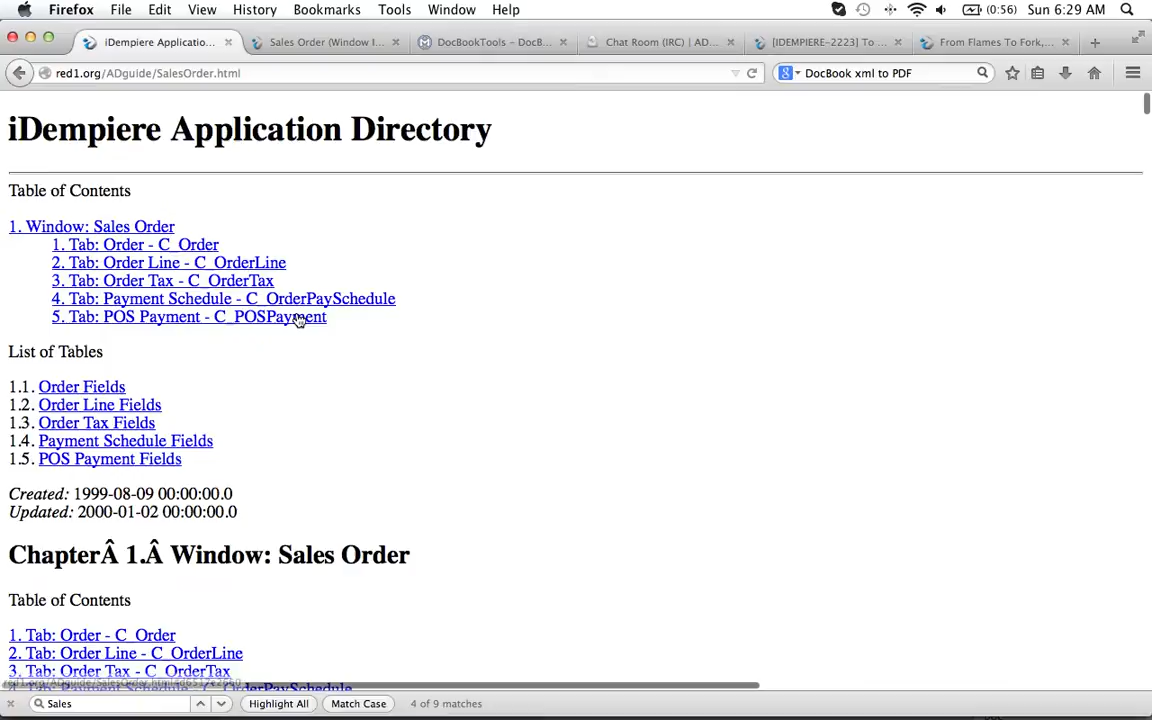 Firefox File Edit View History Bookmarks Tools Window Help (0:56) Sun 6:29 AM
iDempiere Applicatio... Sales Order (Window I... DocBookTools – DocB... Chat Room (IRC) | AD... [IDEMPIERE-2223] To ... From Flames To Fork,...
red1.org/ADguide/SalesOrder.html DocBook xml to PDF
iDempiere Application Directory
Table of Contents
1. Window: Sales Order
1. Tab: Order - C_Order
2. Tab: Order Line - C_OrderLine
3. Tab: Order Tax - C_OrderTax
4. Tab: Payment Schedule - C_OrderPaySchedule
5. Tab: POS Payment - C_POSPayment
List of Tables
1.1. Order Fields
1.2. Order Line Fields
1.3. Order Tax Fields
1.4. Payment Schedule Fields
1.5. POS Payment Fields
Created: 1999-08-09 00:00:00.0
Updated: 2000-01-02 00:00:00.0
ChapterÂ 1.Â Window: Sales Order
Table of Contents
1. Tab: Order - C_Order
2. Tab: Order Line - C_OrderLine
3. Tab: Order Tax - C_OrderTax
4. Tab: Payment Schedule - C_OrderPaySchedule
Sales Highlight All Match Case 4 of 9 matches